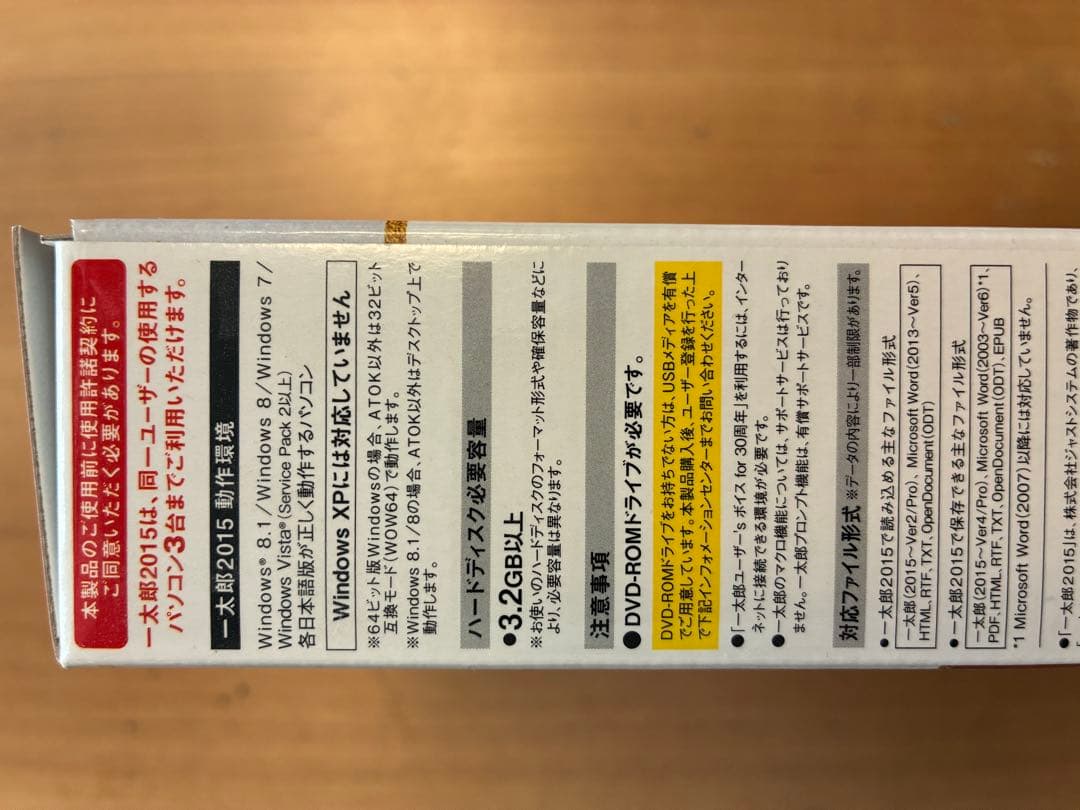 本製品のご使用前に使用許諾契約に
ご同意いただく必要があります。
一太郎2015は、同一ユーザーの使用する
パソコン3台までご利用いただけます。
一太郎2015 動作環境
Windows® 8.1/Windows 8/Windows 7/
Windows Vista®(Service Pack 2以上)
各日本語版が正しく動作するパソコン
Windows XPには対応していません
※64ビット版Windowsの場合 ATOK以外は32ビット
互換モード(WOW64)で動作します。
※Windows 8.1/8の場合、ATOK以外はデスクトップ上で
動作します。
ハードディスク必要容量
●3.2GB以上
※お使いのハードディスクのフォーマット形式や確保容量などに
より、必要容量は異なります。
注意事項
●DVD-ROMドライブが必要です。
DVD-ROMドライブをお持ちでない方は、USBメディアを有償
でご用意しています。本製品購入後、ユーザー登録を行った上
で下記インフォメーションセンターまでお問い合わせください。
●「一太郎ユーザー's ボイス for 30周年」を利用するには、インター
ネットに接続できる環境が必要です。
●一太郎のマクロ機能については、サポートサービスは行っており
ません。一太郎プロンプト機能は、有償サポートサービスです。
対応ファイル形式 ※データの内容により一部制限があります。
●一太郎2015で読み込める主なファイル形式
一太郎(2015~Ver2/Pro)、Microsoft Word(2013~Ver5)、
HTML、RTF、TXT、OpenDocument(ODT)
●一太郎2015で保存できる主なファイル形式
一太郎(2015~Ver4/Pro)、Microsoft Word(2003~Ver6)*1、
PDF、HTML、RTF、TXT、OpenDocument(ODT)、EPUB
*1 Microsoft Word(2007)以降には対応していません。
●「一太郎2015」は、株式会社ジャストシステムの著作物であり、